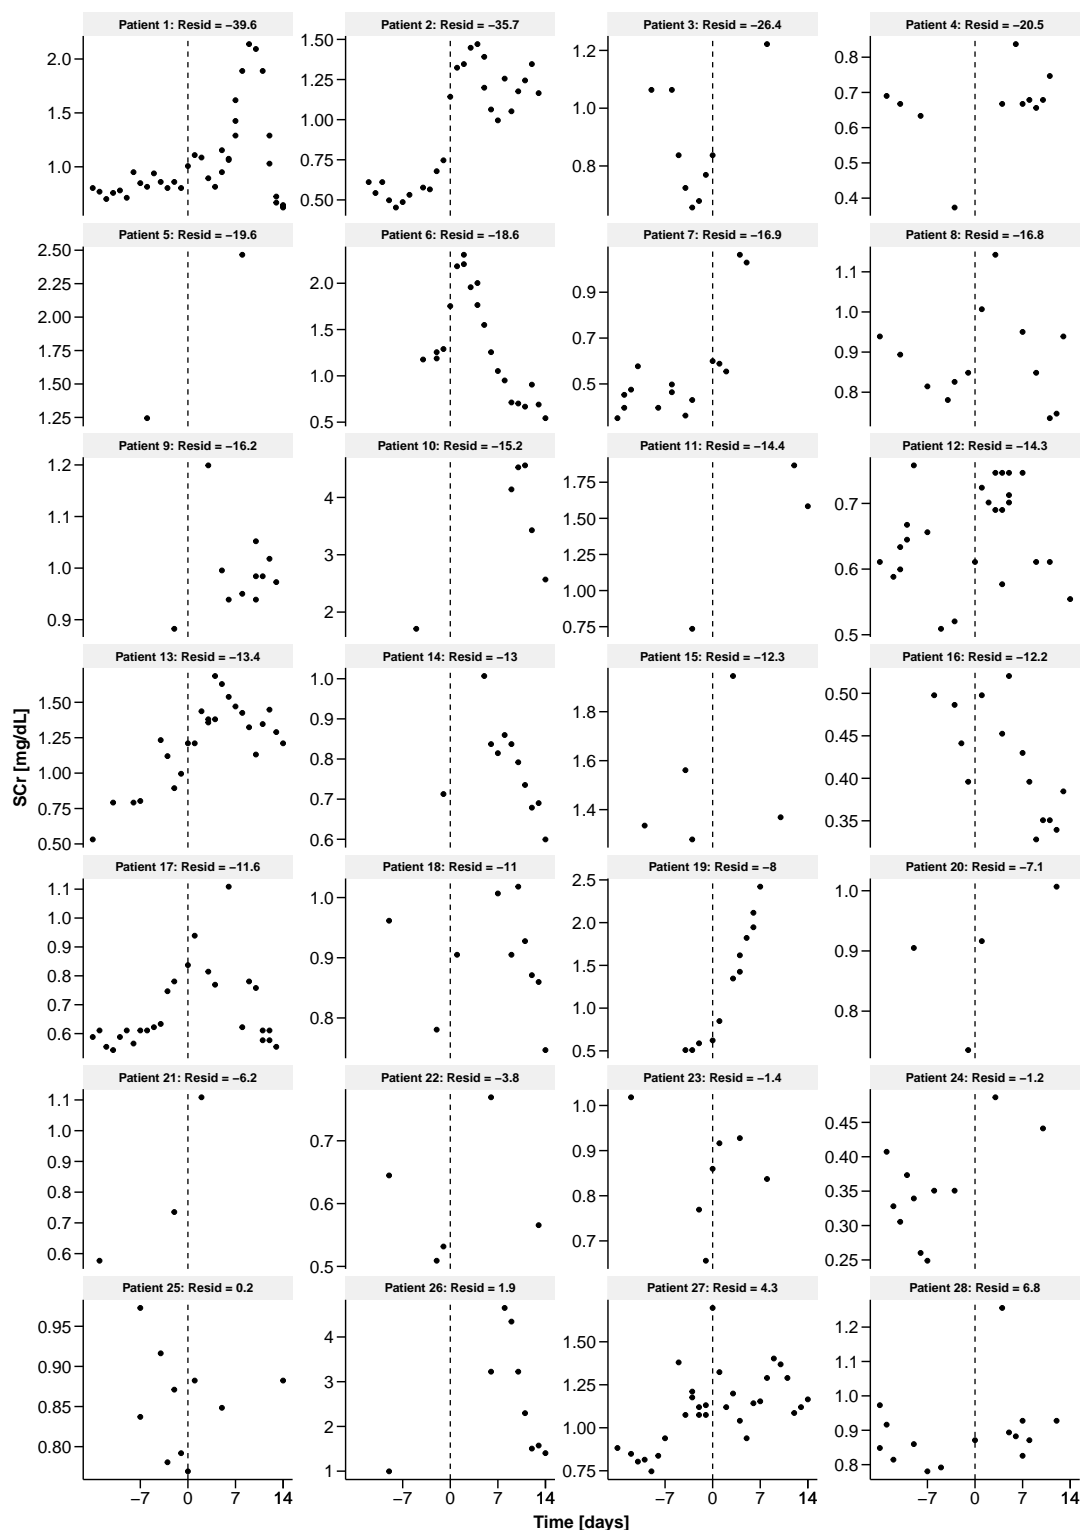 Patient 1: Resid = −39.6 Patient 2: Resid = −35.7 Patient 3: Resid = −26.4 Patient 4: Resid = −20.5
2.0 1.5 1.0
1.50 1.25 1.00 0.75 0.50
1.2 1.0 0.8
0.8 0.7 0.6 0.5 0.4
Patient 5: Resid = −19.6 Patient 6: Resid = −18.6 Patient 7: Resid = −16.9 Patient 8: Resid = −16.8
2.50 2.25 2.00 1.75 1.50 1.25
2.0 1.5 1.0 0.5
0.9 0.7 0.5
1.1 1.0 0.9 0.8
Patient 9: Resid = −16.2 Patient 10: Resid = −15.2 Patient 11: Resid = −14.4 Patient 12: Resid = −14.3
1.2 1.1 1.0 0.9
4 3 2
1.75 1.50 1.25 1.00 0.75
0.7 0.6 0.5
Patient 13: Resid = −13.4 Patient 14: Resid = −13 Patient 15: Resid = −12.3 Patient 16: Resid = −12.2
1.50 1.25 1.00 0.75 0.50
1.0 0.9 0.8 0.7 0.6
1.8 1.6 1.4
0.50 0.45 0.40 0.35
SCr [mg/dL]
Patient 17: Resid = −11.6 Patient 18: Resid = −11 Patient 19: Resid = −8 Patient 20: Resid = −7.1
1.1 1.0 0.9 0.8 0.7 0.6
1.0 0.9 0.8
2.5 2.0 1.5 1.0 0.5
1.0 0.9 0.8
Patient 21: Resid = −6.2 Patient 22: Resid = −3.8 Patient 23: Resid = −1.4 Patient 24: Resid = −1.2
1.1 1.0 0.9 0.8 0.7 0.6
0.7 0.6 0.5
1.0 0.9 0.8 0.7
0.45 0.40 0.35 0.30 0.25
Patient 25: Resid = 0.2 Patient 26: Resid = 1.9 Patient 27: Resid = 4.3 Patient 28: Resid = 6.8
0.95 0.90 0.85 0.80
4 3 2 1
1.50 1.25 1.00 0.75
1.2 1.1 1.0 0.9 0.8
−7 0 7 14 −7 0 7 14 −7 0 7 14 −7 0 7 14
Time [days]